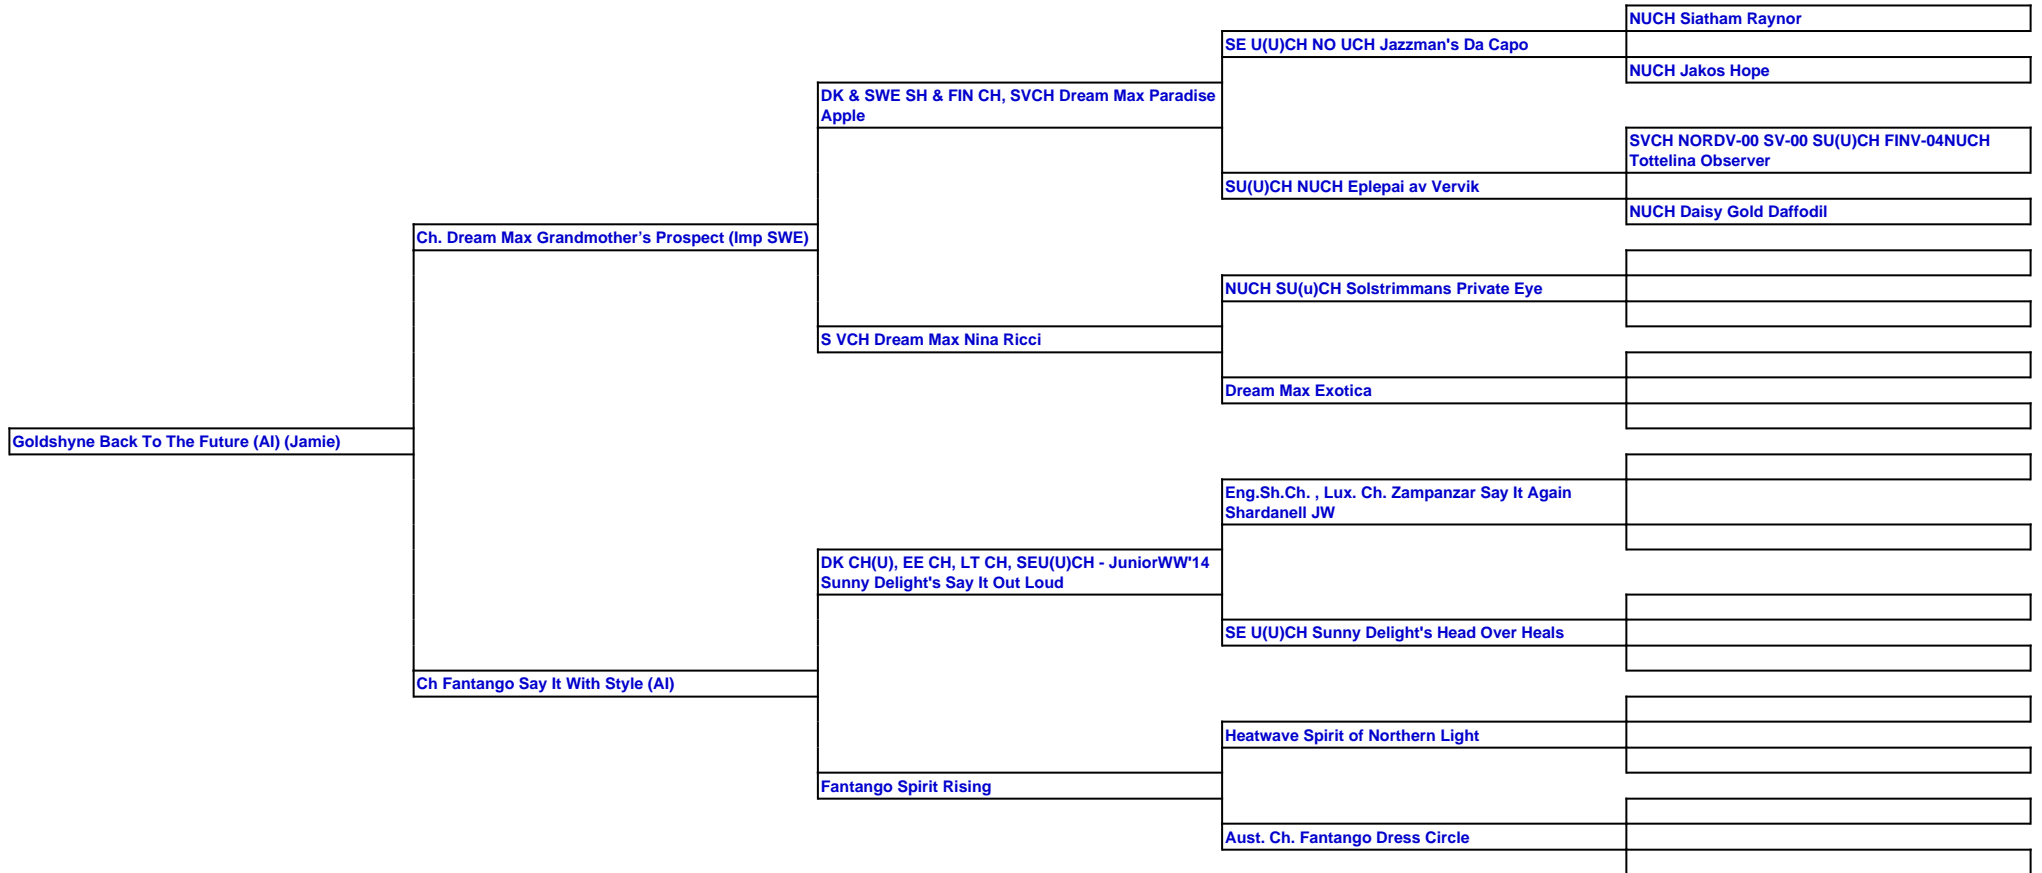 NUCH Siatham Raynor
SE U(U)CH NO UCH Jazzman's Da Capo
NUCH Jakos Hope
DK & SWE SH & FIN CH, SVCH Dream Max Paradise
Apple
SVCH NORDV-00 SV-00 SU(U)CH FINV-04NUCH
Tottelina Observer
SU(U)CH NUCH Eplepai av Vervik
NUCH Daisy Gold Daffodil
Ch. Dream Max Grandmother’s Prospect (Imp SWE)
NUCH SU(u)CH Solstrimmans Private Eye
S VCH Dream Max Nina Ricci
Dream Max Exotica
Goldshyne Back To The Future (AI) (Jamie)
Eng.Sh.Ch. , Lux. Ch. Zampanzar Say It Again
Shardanell JW
DK CH(U), EE CH, LT CH, SEU(U)CH - JuniorWW'14
Sunny Delight's Say It Out Loud
SE U(U)CH Sunny Delight's Head Over Heals
Ch Fantango Say It With Style (AI)
Heatwave Spirit of Northern Light
Fantango Spirit Rising
Aust. Ch. Fantango Dress Circle